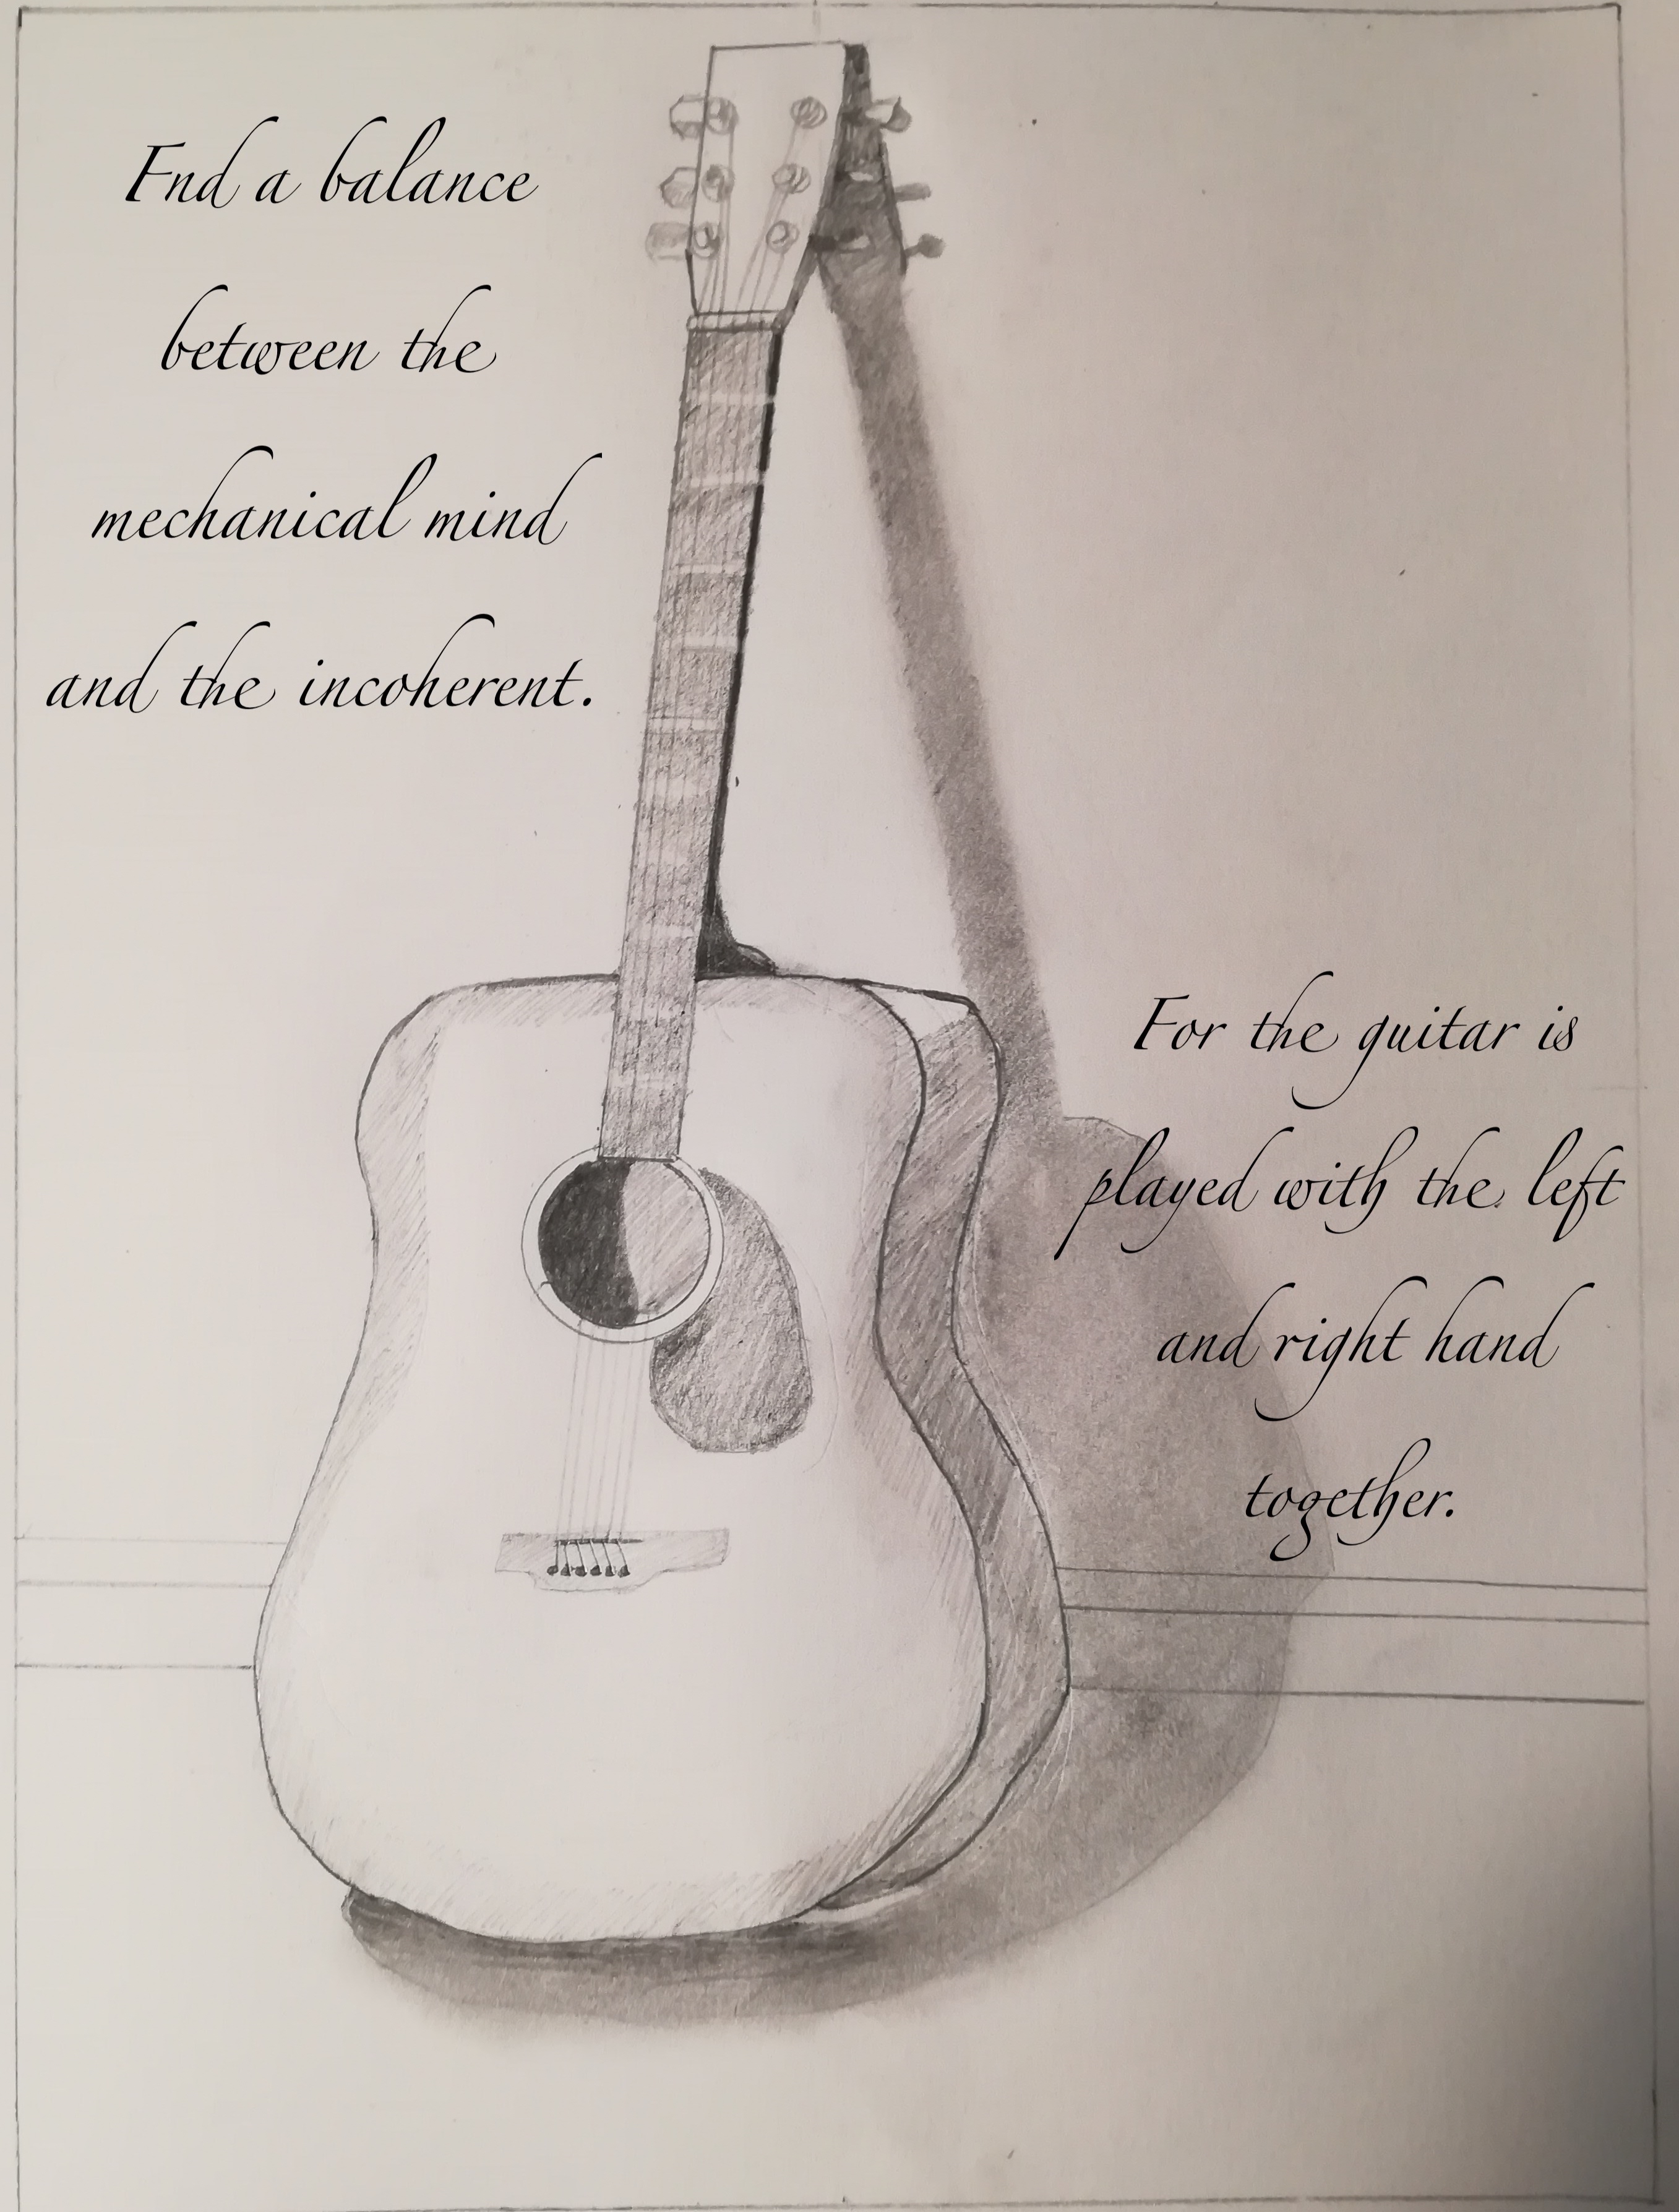 Fnd a balance
between the
mechanical mind
and the incoherent.
For the guitar is
played with the left
and right hand
together.